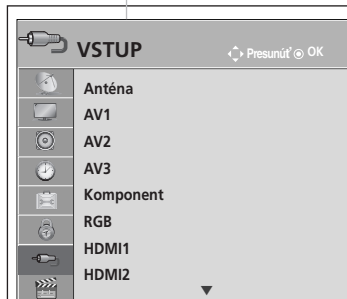 VSTUP
Presunúť OK
Anténa
AV1
AV2
AV3
Komponent
RGB
HDMI1
HDMI2